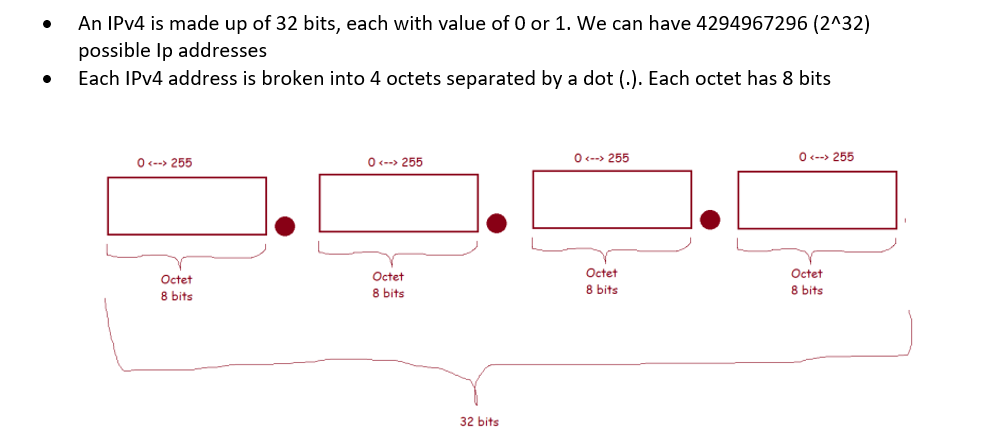 • An IPv4 is made up of 32 bits, each with value of 0 or 1. We can have 4294967296 (2^32)
possible Ip addresses
• Each IPv4 address is broken into 4 octets separated by a dot (.). Each octet has 8 bits
0 <--> 255 0 <--> 255 0 <--> 255 0 <--> 255
Octet Octet Octet Octet
8 bits 8 bits 8 bits 8 bits
32 bits